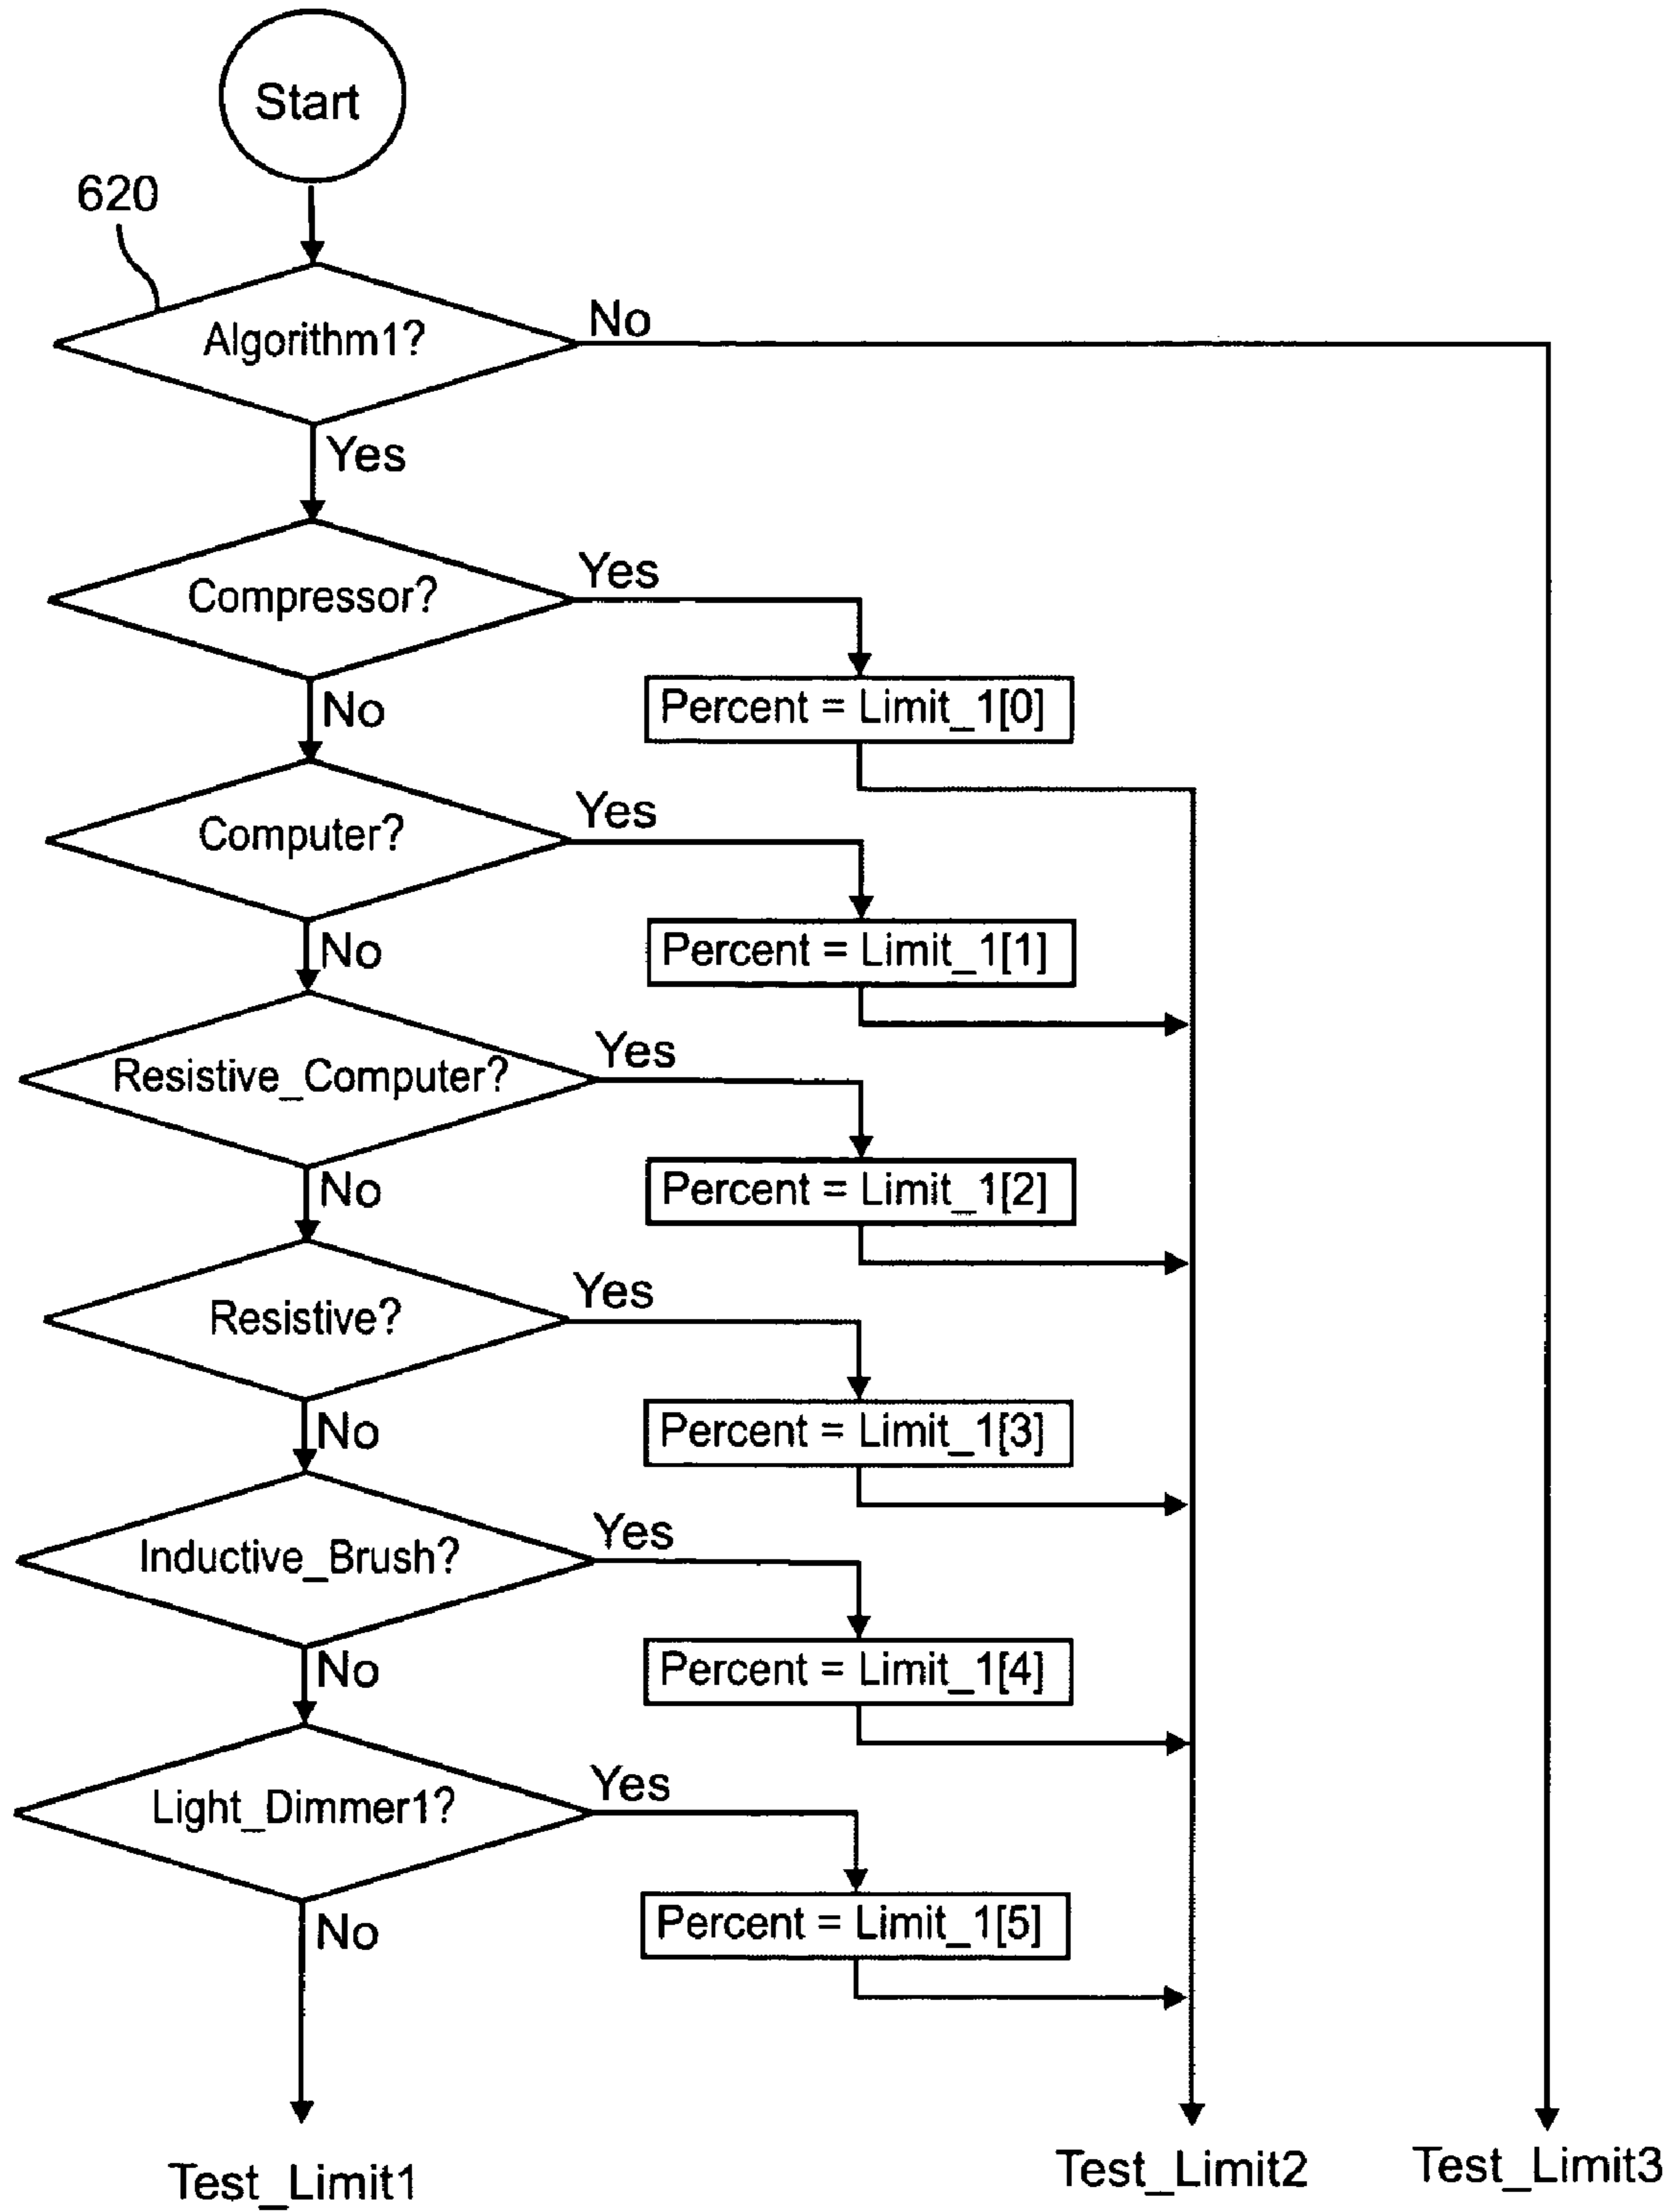 Start
620
Algorithm1?
No
Yes
Compressor?
Yes
Percent = Limit_1[0]
No
Computer?
Yes
Percent = Limit_1[1]
No
Resistive_Computer?
Yes
Percent = Limit_1[2]
No
Resistive?
Yes
Percent = Limit_1[3]
No
Inductive_Brush?
Yes
Percent = Limit_1[4]
No
Light_Dimmer1?
Yes
Percent = Limit_1[5]
No
Test_Limit1
Test_Limit2
Test_Limit3